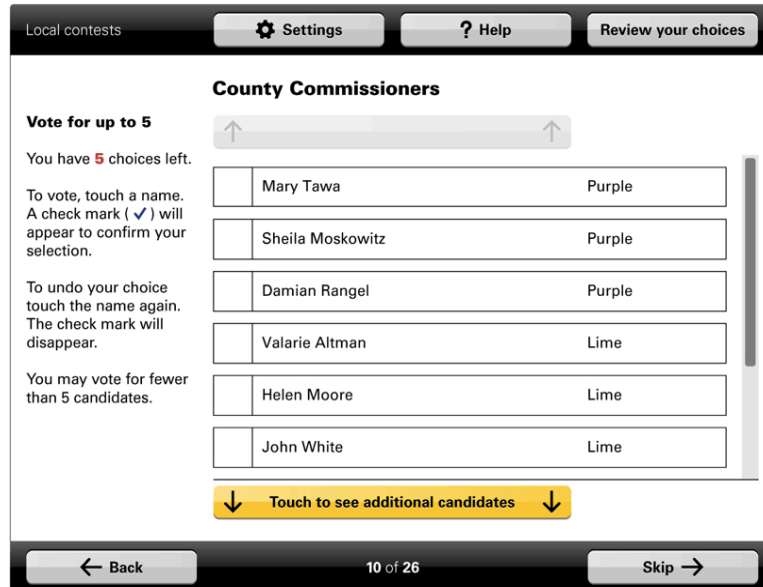 Local contests
Settings
? Help
Review your choices
County Commissioners
Vote for up to 5
You have 5 choices left.
To vote, touch a name.
A check mark ( ✓ ) will
appear to confirm your
selection.
To undo your choice
touch the name again.
The check mark will
disappear.
You may vote for fewer
than 5 candidates.
Mary Tawa Purple
Sheila Moskowitz Purple
Damian Rangel Purple
Valarie Altman Lime
Helen Moore Lime
John White Lime
↓ Touch to see additional candidates ↓
← Back
10 of 26
Skip →